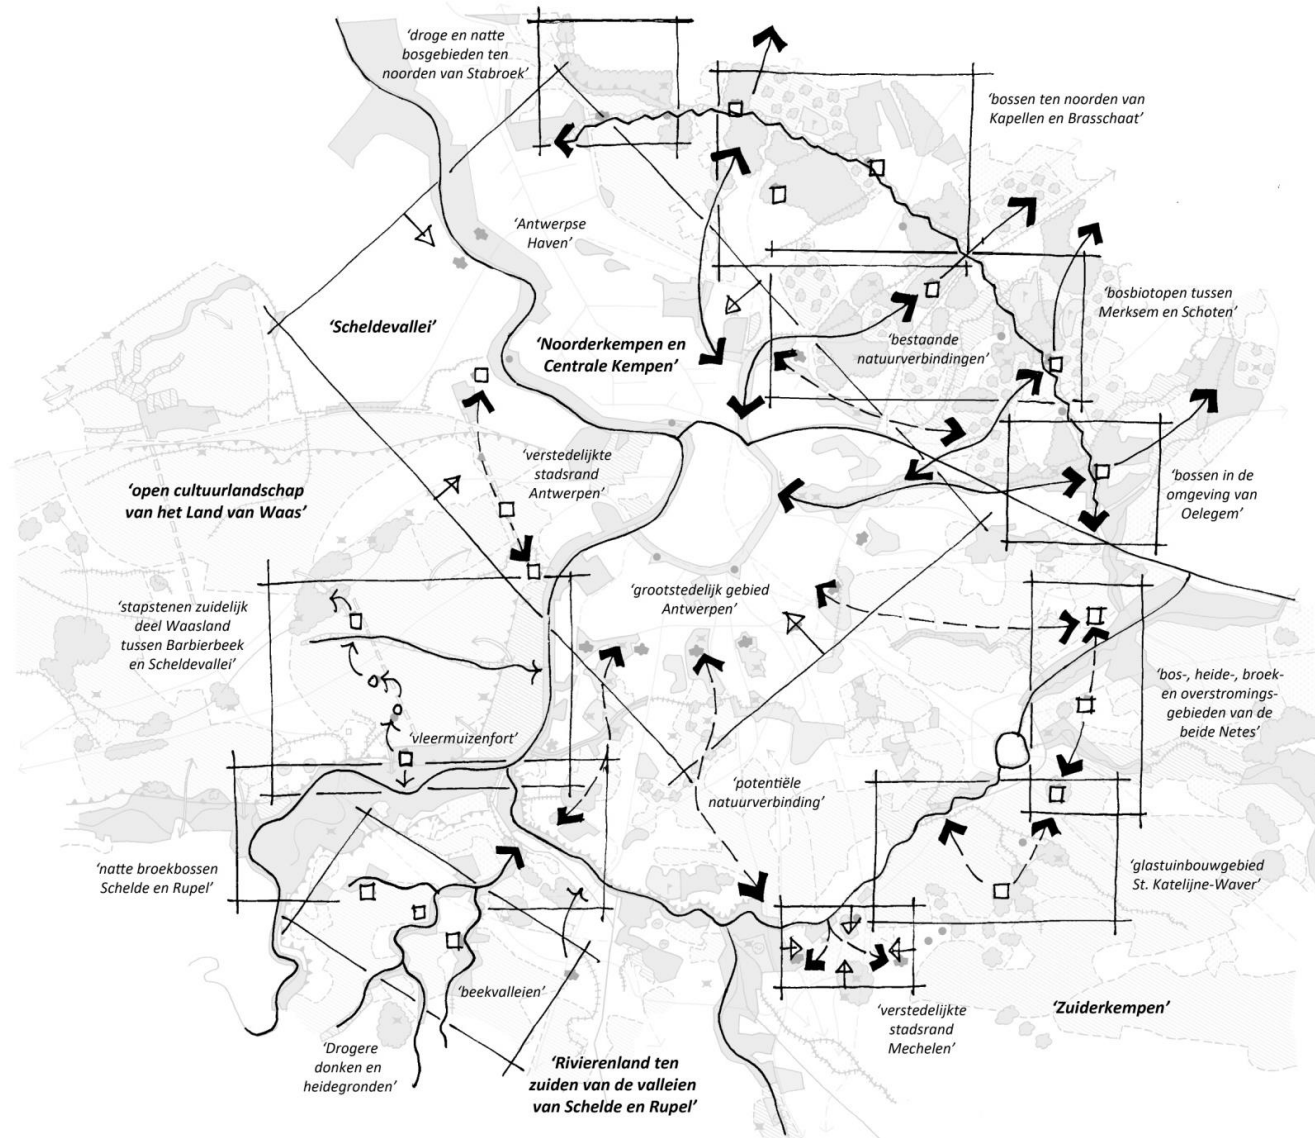 ‘droge en natte
bosgebieden ten
noorden van Stabroek’
‘bossen ten noorden van
Kapellen en Brasschaat’
‘Antwerpse
Haven’
‘Scheldevallei’
‘Noorderkempen en
Centrale Kempen’
‘bestaande
natuurverbindingen’
‘bosbiotopen tussen
Merksem en Schoten’
‘open cultuurlandschap
van het Land van Waas’
‘verstedelijkte
stadsrand
Antwerpen’
‘bossen in de
omgeving van
Oelegem’
‘stapstenen zuidelijk
deel Waasland
tussen Barbierbeek
en Scheldevallei’
‘grootstedelijk gebied
Antwerpen’
‘bos-, heide-, broek-
en overstromings-
gebieden van de
beide Netes’
‘vleermuizenfort’
‘potentiële
natuurverbinding’
‘natte broekbossen
Schelde en Rupel’
‘glastuinbouwgebied
St. Katelijne-Waver’
‘beekvalleien’
‘verstedelijkte
stadsrand
Mechelen’
‘Zuiderkempen’
‘Drogere
donken en
heidegronden’
‘Rivierenland ten
zuiden van de valleien
van Schelde en Rupel’